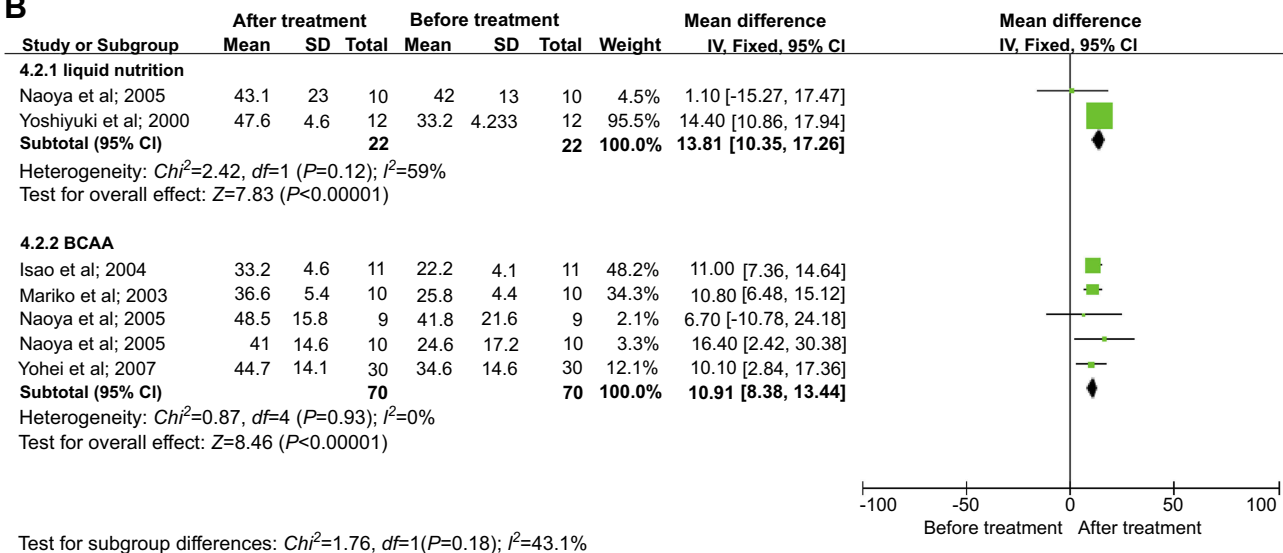 B
After treatment Before treatment Mean difference Mean difference
Study or Subgroup Mean SD Total Mean SD Total Weight IV, Fixed, 95% CI IV, Fixed, 95% CI
4.2.1 liquid nutrition
Naoya et al; 2005 43.1 23 10 42 13 10 4.5% 1.10 [-15.27, 17.47]
Yoshiyuki et al; 2000 47.6 4.6 12 33.2 4.233 12 95.5% 14.40 [10.86, 17.94]
Subtotal (95% CI) 22 22 100.0% 13.81 [10.35, 17.26]
Heterogeneity: Chi²=2.42, df=1 (P=0.12); I²=59%
Test for overall effect: Z=7.83 (P<0.00001)
4.2.2 BCAA
Isao et al; 2004 33.2 4.6 11 22.2 4.1 11 48.2% 11.00 [7.36, 14.64]
Mariko et al; 2003 36.6 5.4 10 25.8 4.4 10 34.3% 10.80 [6.48, 15.12]
Naoya et al; 2005 48.5 15.8 9 41.8 21.6 9 2.1% 6.70 [-10.78, 24.18]
Naoya et al; 2005 41 14.6 10 24.6 17.2 10 3.3% 16.40 [2.42, 30.38]
Yohei et al; 2007 44.7 14.1 30 34.6 14.6 30 12.1% 10.10 [2.84, 17.36]
Subtotal (95% CI) 70 70 100.0% 10.91 [8.38, 13.44]
Heterogeneity: Chi²=0.87, df=4 (P=0.93); I²=0%
Test for overall effect: Z=8.46 (P<0.00001)
-100 -50 0 50 100
Before treatment After treatment
Test for subgroup differences: Chi²=1.76, df=1(P=0.18); I²=43.1%